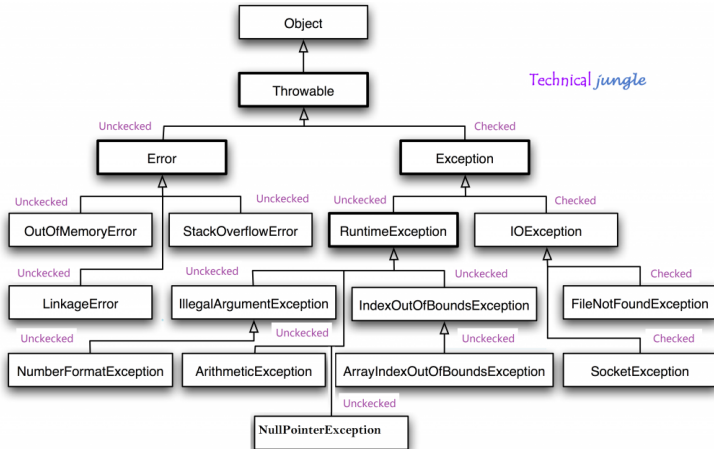 Object
Technical jungle
Throwable
Unckecked
Checked
Error
Exception
Unckecked
Unckecked
Unckecked
Checked
OutOfMemoryError
StackOverflowError
RuntimeException
IOException
Unckecked
Unckecked
Unckecked
Checked
LinkageError
IllegalArgumentException
IndexOutOfBoundsException
FileNotFoundException
Unckecked
Unckecked
Unckecked
Checked
NumberFormatException
ArithmeticException
ArrayIndexOutOfBoundsException
SocketException
Unckecked
NullPointerException